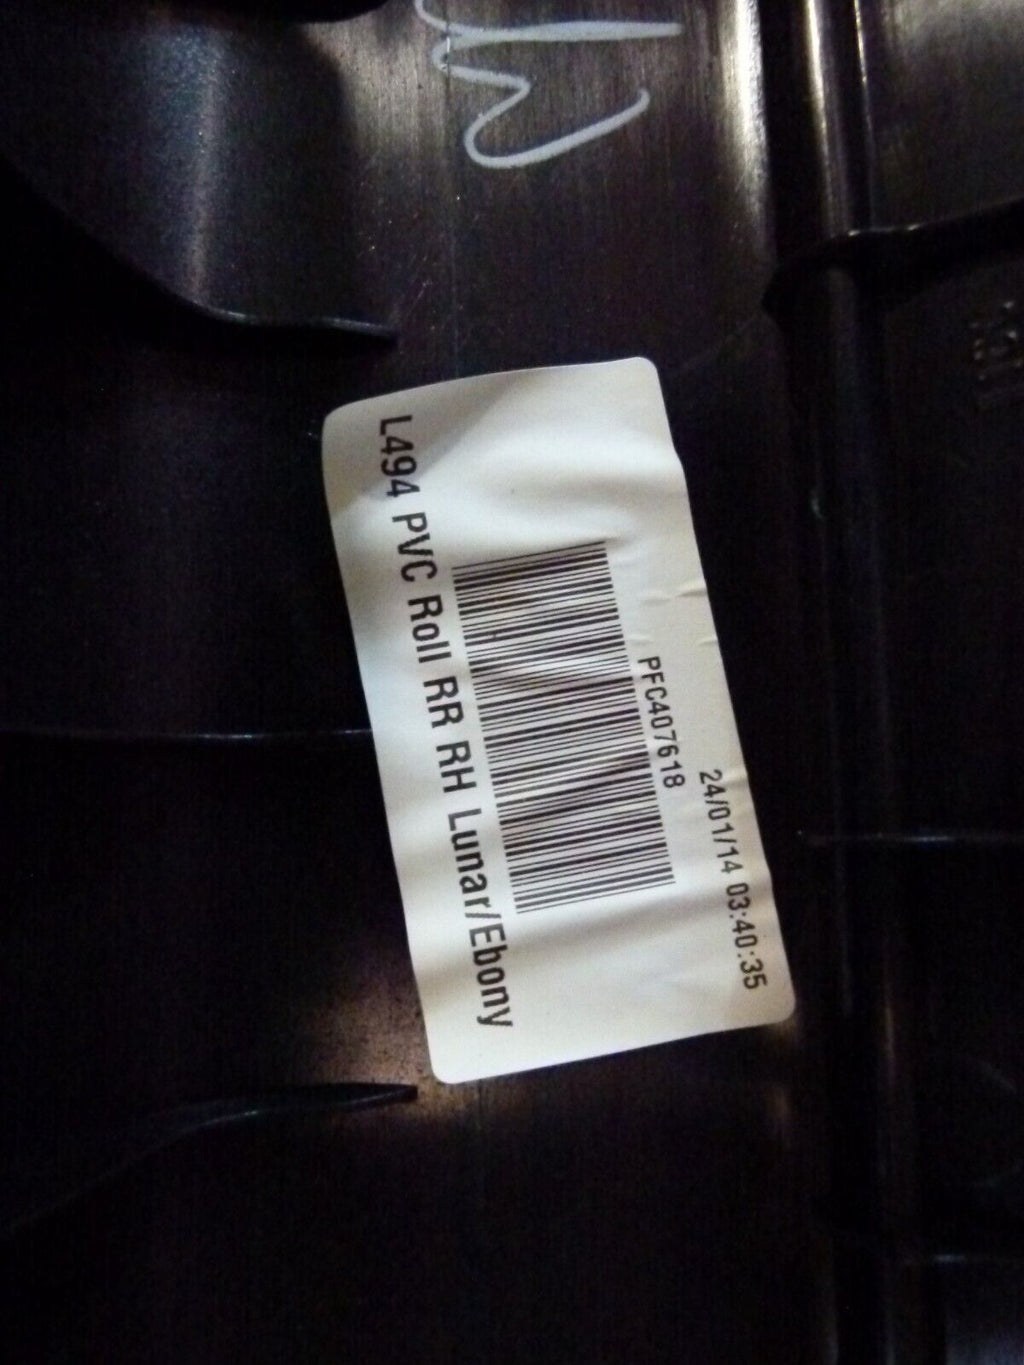 L494 PVC Roll RR RH Lunar/Ebony
PFC407618
24/01/14 03:40:35